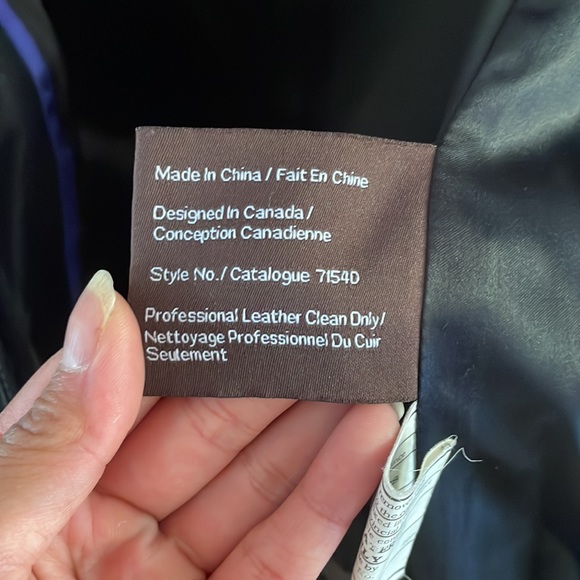 Made In China / Fait En Chine
Designed In Canada /
Conception Canadienne
Style No./ Catalogue 7154D
Professional Leather Clean Only/
Nettoyage Professionnel Du Cuir
Seulement